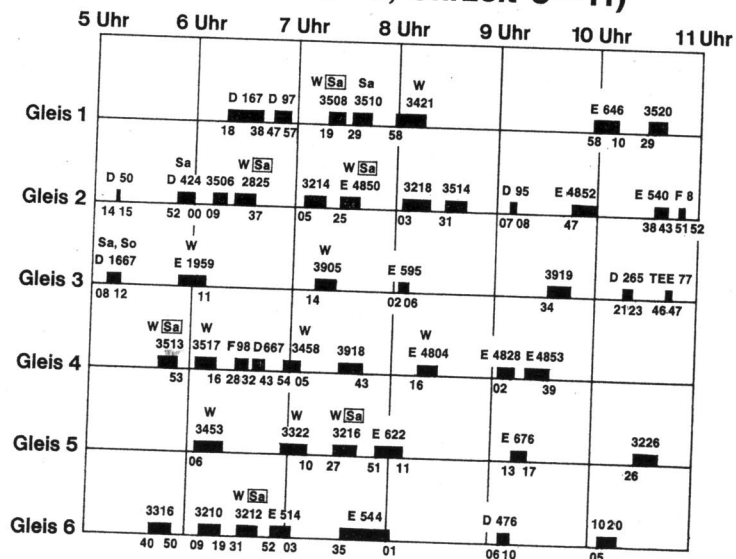 5 Uhr 6 Uhr 7 Uhr 8 Uhr 9 Uhr 10 Uhr 11 Uhr
W Sa Sa W
D 167 D 97 3508 3510 3421 E 646 3520
Gleis 1
18 38 47 57 19 29 58 58 10 29
Sa W Sa W Sa
D 50 D 424 3506 2825 3214 E 4850 3218 3514 D 95 E 4852 E 540 F 8
Gleis 2
14 15 52 00 09 37 05 25 03 31 07 08 47 38 43 51 52
Sa, So W W
D 1667 E 1959 3905 E 595 3919 D 265 TEE 77
Gleis 3
08 12 11 14 02 06 34 21 23 46 47
W Sa W W W
3513 3517 F 98 D 667 3458 3918 E 4804 E 4828 E 4853
Gleis 4
53 16 28 32 43 54 05 43 16 02 39
W W W Sa
3453 3322 3216 E 622 E 676 3226
Gleis 5
06 10 27 51 11 13 17 26
W Sa
3316 3210 3212 E 514 E 544 D 476 1020
Gleis 6
40 50 09 19 31 52 03 35 01 06 10 05